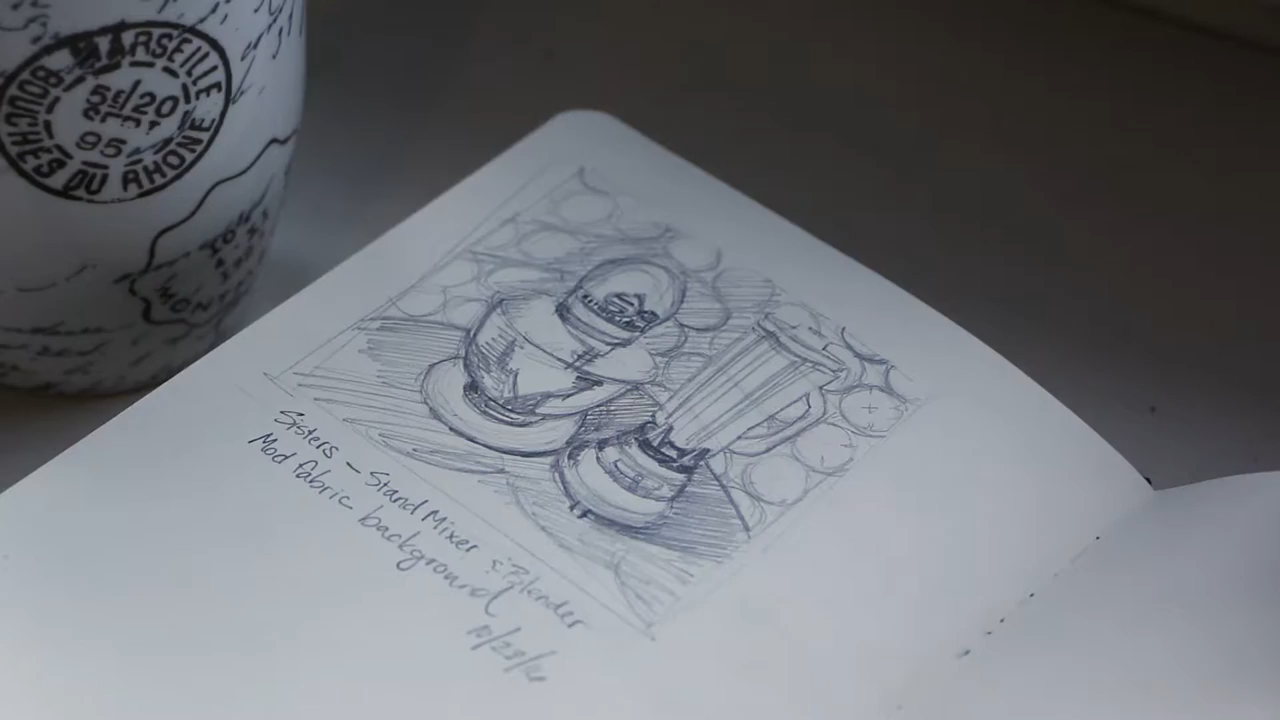 MARSEILLE
BOUCHES DU RHONE
95
Sisters - Stand Mixer & Blender
Mod fabric background